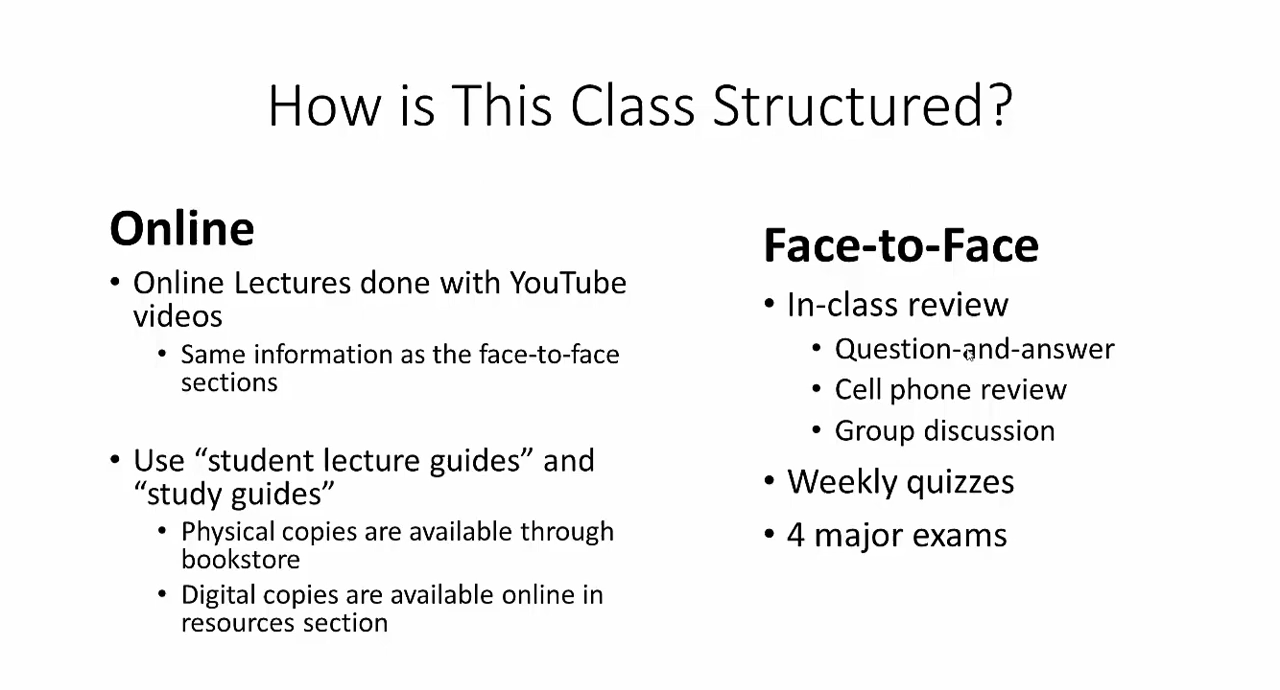 How is This Class Structured?
Online
• Online Lectures done with YouTube
videos
• Same information as the face-to-face
sections
• Use “student lecture guides” and
“study guides”
• Physical copies are available through
bookstore
• Digital copies are available online in
resources section
Face-to-Face
• In-class review
• Question-and-answer
• Cell phone review
• Group discussion
• Weekly quizzes
• 4 major exams